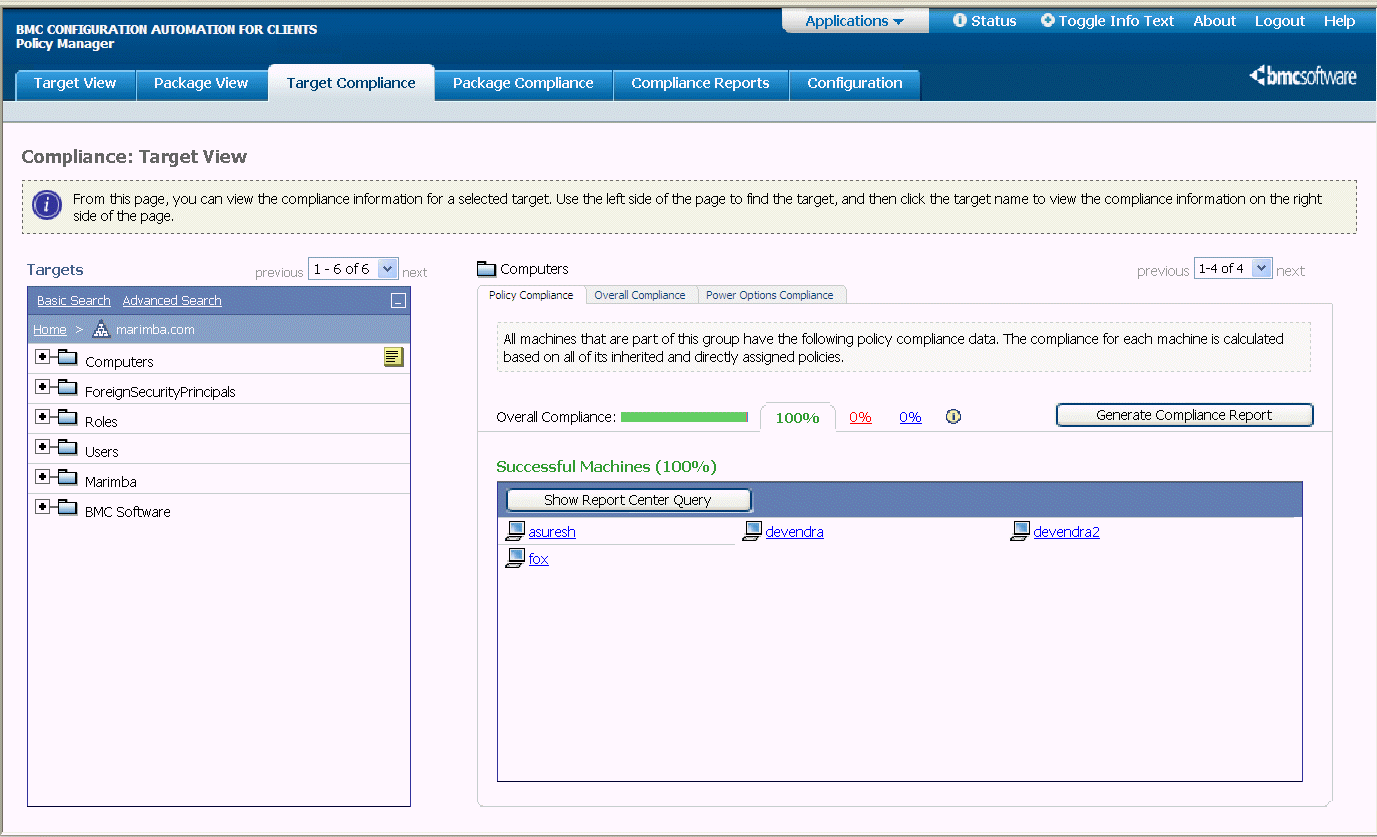 BMC CONFIGURATION AUTOMATION FOR CLIENTS
Policy Manager
Applications
Status
Toggle Info Text
About
Logout
Help
Target View
Package View
Target Compliance
Package Compliance
Compliance Reports
Configuration
bmcsoftware
Compliance: Target View
From this page, you can view the compliance information for a selected target. Use the left side of the page to find the target, and then click the target name to view the compliance information on the right
side of the page.
Targets
previous 1 - 6 of 6 next
Basic Search Advanced Search
Home > marimba.com
Computers
ForeignSecurityPrincipals
Roles
Users
Marimba
BMC Software
Computers
previous 1-4 of 4 next
Policy Compliance
Overall Compliance
Power Options Compliance
All machines that are part of this group have the following policy compliance data. The compliance for each machine is calculated
based on all of its inherited and directly assigned policies.
Overall Compliance: 100% 0% 0%
Generate Compliance Report
Successful Machines (100%)
Show Report Center Query
asuresh devendra devendra2
fox